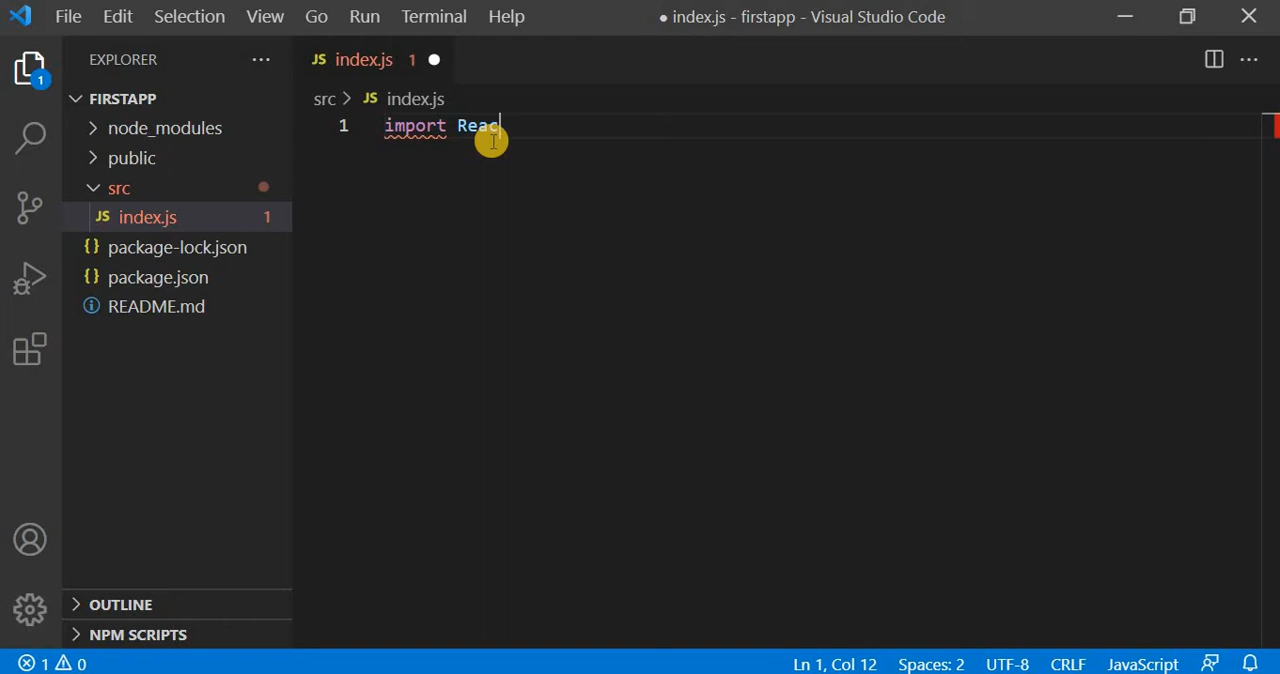 File Edit Selection View Go Run Terminal Help ● index.js - firstapp - Visual Studio Code
EXPLORER ···
JS index.js 1 ●
1
FIRSTAPP
src > JS index.js
node_modules
1 import Reac
public
src
JS index.js 1
{} package-lock.json
{} package.json
README.md
OUTLINE
NPM SCRIPTS
1 0 Ln 1, Col 12 Spaces: 2 UTF-8 CRLF JavaScript